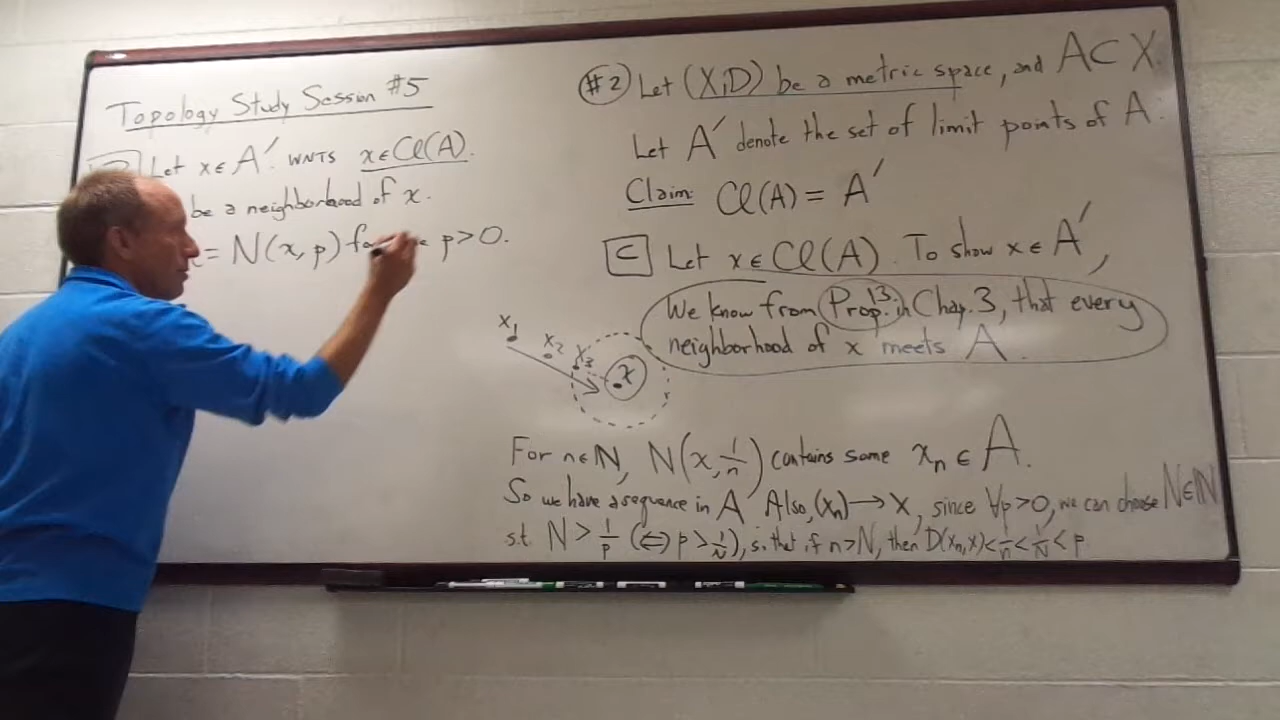 Topology Study Session #5
Let x ∈ A'. WNTS x ∈ Cl(A).
be a neighborhood of x.
= N(x, p) for p > 0.
#2 Let (X, D) be a metric space, and A ⊂ X.
Let A' denote the set of limit points of A.
Claim: Cl(A) = A'
⊂ Let x ∈ Cl(A). To show x ∈ A',
We know from Prop. 13 in Chap. 3, that every
neighborhood of x meets A.
x₁
x₂
x₃
x
For n ∈ ℕ, N(x, 1/n) contains some xₙ ∈ A.
So we have a sequence in A. Also, (xₙ) → x, since ∀p>0, we can choose N∈ℕ
s.t. N > 1/p (⇔ p > 1/N), so that if n > N, then D(xₙ,x) < 1/n < 1/N < p